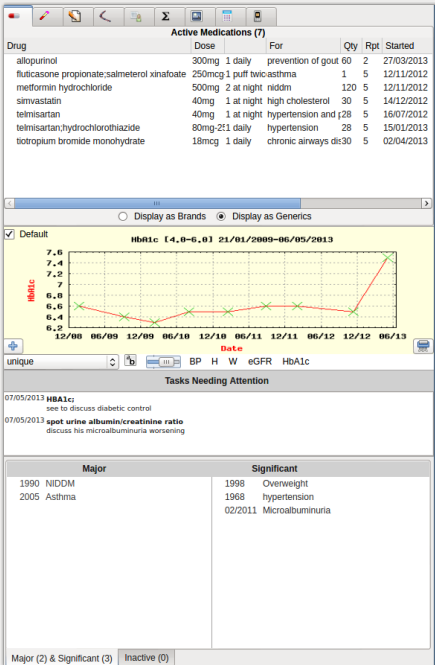 Σ
Active Medications (7)
Drug Dose For Qty Rpt Started
allopurinol 300mg 1 daily prevention of gout 60 2 27/03/2013
fluticasone propionate;salmeterol xinafoate 250mcg- 1 puff twice asthma 1 5 12/11/2012
metformin hydrochloride 500mg 2 at night niddm 120 5 12/11/2012
simvastatin 40mg 1 at night high cholesterol 30 5 14/12/2012
telmisartan 40mg 1 at night hypertension and p 28 5 16/07/2012
telmisartan;hydrochlorothiazide 80mg-2 1 daily hypertension 28 5 15/01/2013
tiotropium bromide monohydrate 18mcg 1 daily chronic airways dis 30 5 02/04/2013
Display as Brands Display as Generics
Default
HbA1c [4.0-6.0] 21/01/2009-06/05/2013
HbA1c
7.6
7.4
7.2
7
6.8
6.6
6.4
6.2
12/08 06/09 12/09 06/10 12/10 06/11 12/11 06/12 12/12 06/13
Date
unique BP H W eGFR HbA1c
Tasks Needing Attention
07/05/2013 HBA1c;
see to discuss diabetic control
07/05/2013 spot urine albumin/creatinine ratio
discuss his microalbuminuria worsening
Major Significant
1990 NIDDM 1998 Overweight
2005 Asthma 1968 hypertension
02/2011 Microalbuminuria
Major (2) & Significant (3) Inactive (0)